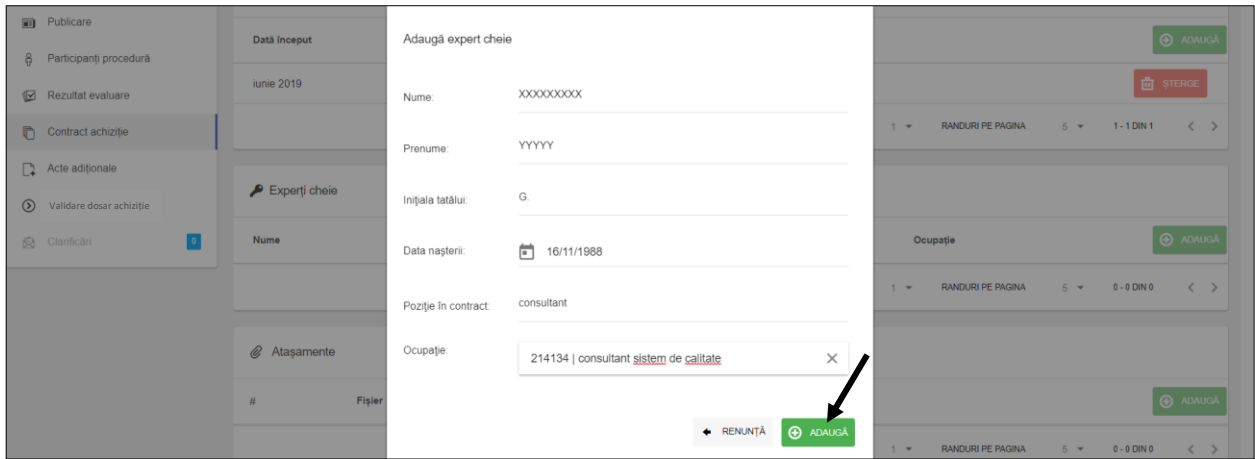 Publicare
Participanți procedură
Rezultat evaluare
Contract achiziție
Acte adiționale
Validare dosar achiziție
Clarificări 0
Dată început
ADAUGĂ
iunie 2019
ȘTERGE
1 RANDURI PE PAGINA 5 1 - 1 DIN 1
Experți cheie
Nume Ocupație
ADAUGĂ
1 RANDURI PE PAGINA 5 0 - 0 DIN 0
Atașamente
# Fișier
ADAUGĂ
1 RANDURI PE PAGINA 5 0 - 0 DIN 0
Adaugă expert cheie
Nume: XXXXXXXXX
Prenume: YYYYY
Inițiala tatălui: G.
Data nașterii: 16/11/1988
Poziție în contract: consultant
Ocupație: 214134 | consultant sistem de calitate
RENUNȚĂ ADAUGĂ